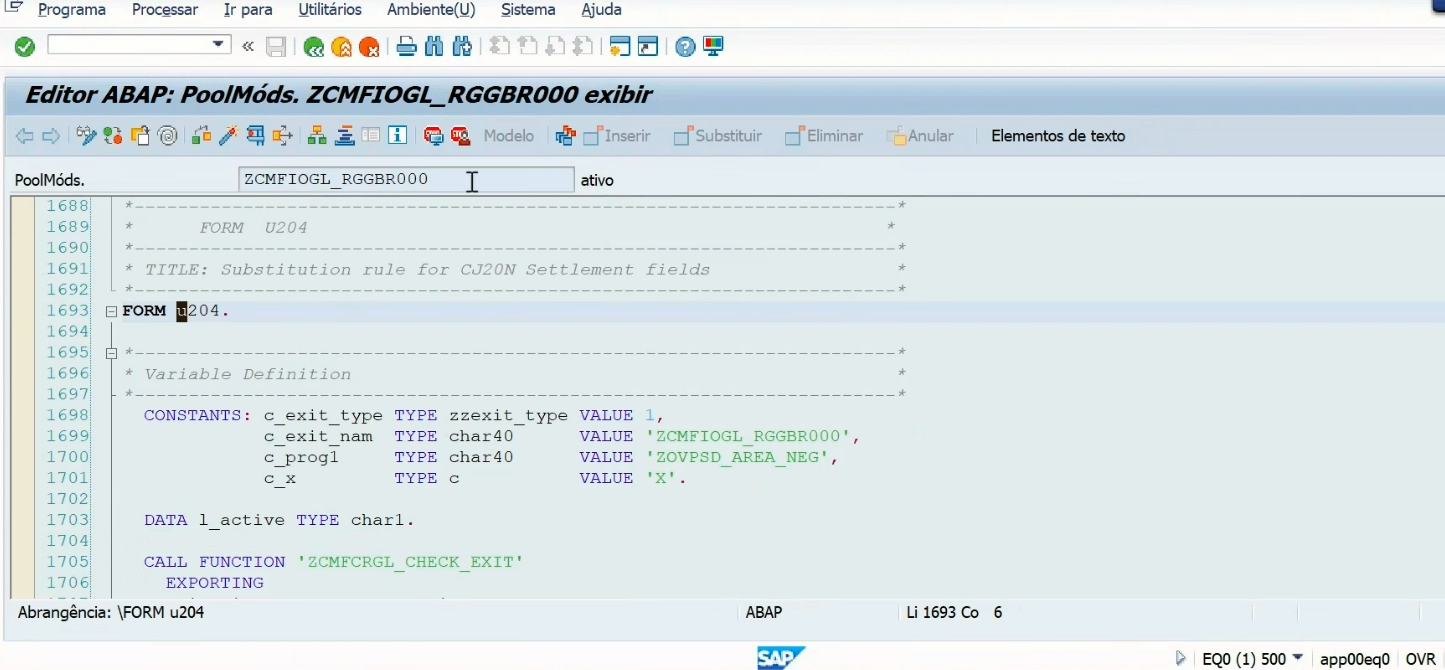 Programa Processar Ir para Utilitários Ambiente(U) Sistema Ajuda
Editor ABAP: PoolMóds. ZCMFIOGL_RGGBR000 exibir
Modelo Inserir Substituir Eliminar Anular Elementos de texto
PoolMóds. ZCMFIOGL_RGGBR000 ativo
1688 *----------------------------------------------------------------------*
1689 * FORM U204 *
1690 *----------------------------------------------------------------------*
1691 * TITLE: Substitution rule for CJ20N Settlement fields *
1692 *----------------------------------------------------------------------*
1693 FORM u204.
1694
1695 *----------------------------------------------------------------------*
1696 * Variable Definition *
1697 *----------------------------------------------------------------------*
1698 CONSTANTS: c_exit_type TYPE zzexit_type VALUE 1,
1699 c_exit_nam TYPE char40 VALUE 'ZCMFIOGL_RGGBR000',
1700 c_prog1 TYPE char40 VALUE 'ZOVPSD_AREA_NEG',
1701 c_x TYPE c VALUE 'X'.
1702
1703 DATA l_active TYPE char1.
1704
1705 CALL FUNCTION 'ZCMFCRGL_CHECK_EXIT'
1706 EXPORTING
Abrangência: \FORM u204 ABAP Li 1693 Co 6
SAP EQ0 (1) 500 app00eq0 OVR